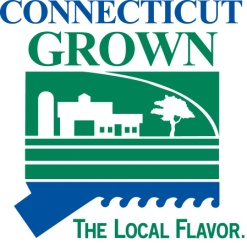 CONNECTICUT
GROWN
THE LOCAL FLAVOR.